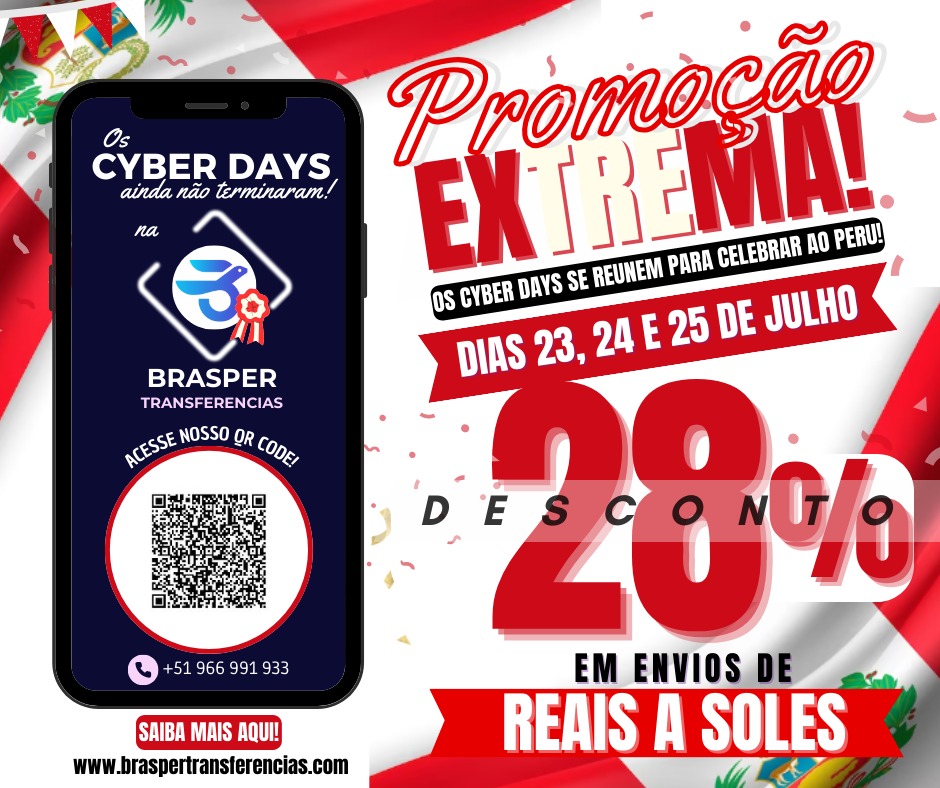 Os
CYBER DAYS
ainda não terminaram!
na
BRASPER
TRANSFERENCIAS
ACESSE NOSSO QR CODE!
+51 966 991 933
SAIBA MAIS AQUI!
www.braspertransferencias.com
Promoção
EXTREMA!
OS CYBER DAYS SE REUNEM PARA CELEBRAR AO PERU!
DIAS 23, 24 E 25 DE JULHO
28%
DESCONTO
EM ENVIOS DE
REAIS A SOLES